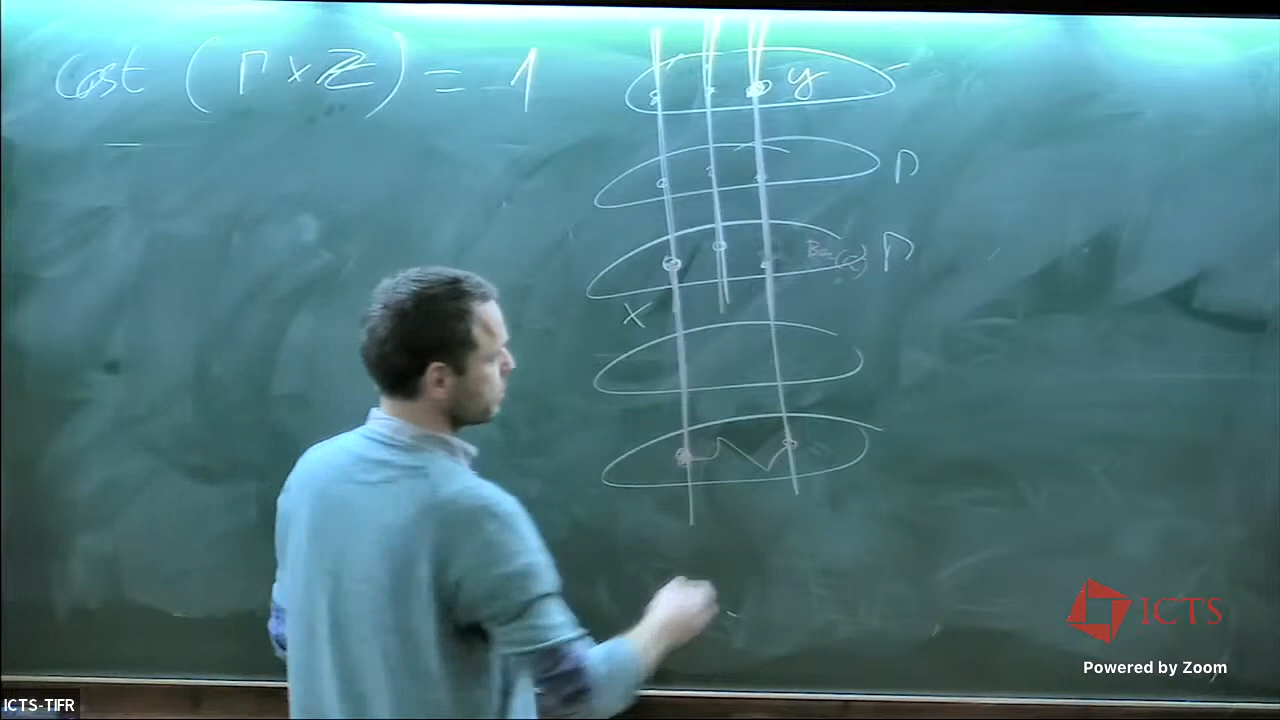 Cost (Γ × ℤ) = 1
y
Γ
Γ
x
ICTS
Powered by Zoom
ICTS-TIFR